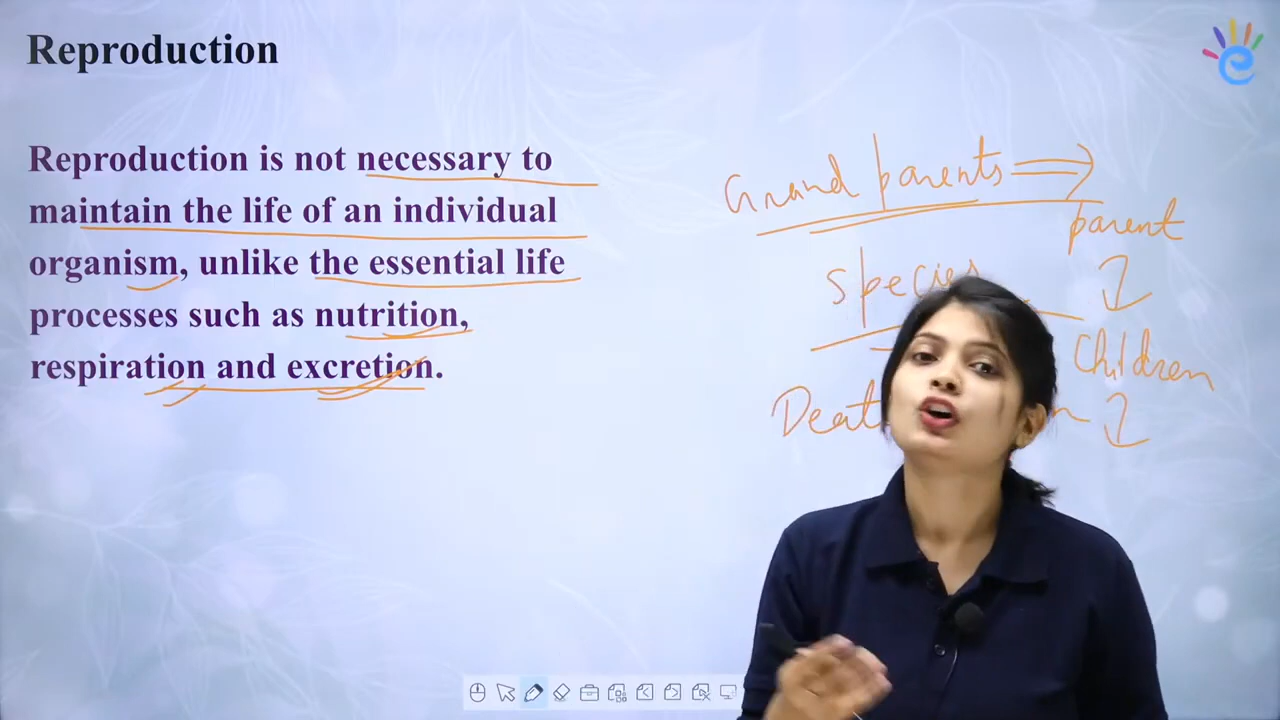 Reproduction
Reproduction is not necessary to
maintain the life of an individual
organism, unlike the essential life
processes such as nutrition,
respiration and excretion.
Grand parents ⇒
parent
species
children